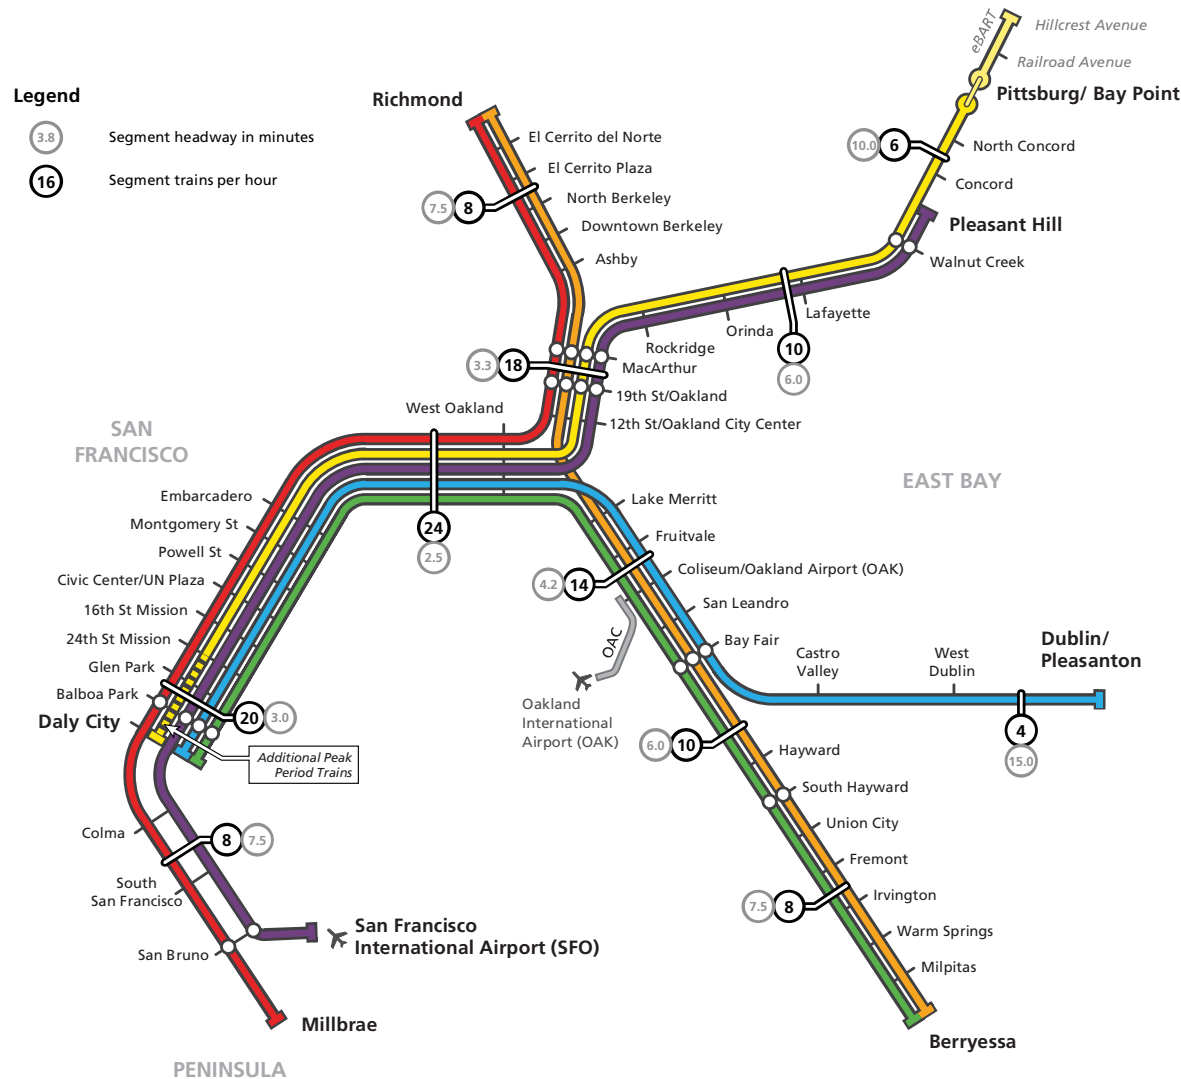 Legend
3.8
Segment headway in minutes
16
Segment trains per hour
eBART
Hillcrest Avenue
Railroad Avenue
Pittsburg/ Bay Point
10.0
6
North Concord
Concord
Pleasant Hill
Walnut Creek
Richmond
El Cerrito del Norte
El Cerrito Plaza
7.5
8
North Berkeley
Downtown Berkeley
Ashby
Lafayette
Orinda
10
6.0
Rockridge
3.3
18
MacArthur
19th St/Oakland
12th St/Oakland City Center
West Oakland
SAN
FRANCISCO
EAST BAY
24
2.5
Embarcadero
Montgomery St
Powell St
Civic Center/UN Plaza
16th St Mission
24th St Mission
Glen Park
Balboa Park
Daly City
20
3.0
Additional Peak
Period Trains
Lake Merritt
Fruitvale
4.2
14
Coliseum/Oakland Airport (OAK)
San Leandro
OAC
Bay Fair
Oakland
International
Airport (OAK)
Castro
Valley
West
Dublin
Dublin/
Pleasanton
4
15.0
6.0
10
Hayward
South Hayward
Union City
Fremont
7.5
8
Irvington
Warm Springs
Milpitas
Berryessa
Colma
8
7.5
South
San Francisco
San Bruno
San Francisco
International Airport (SFO)
Millbrae
PENINSULA